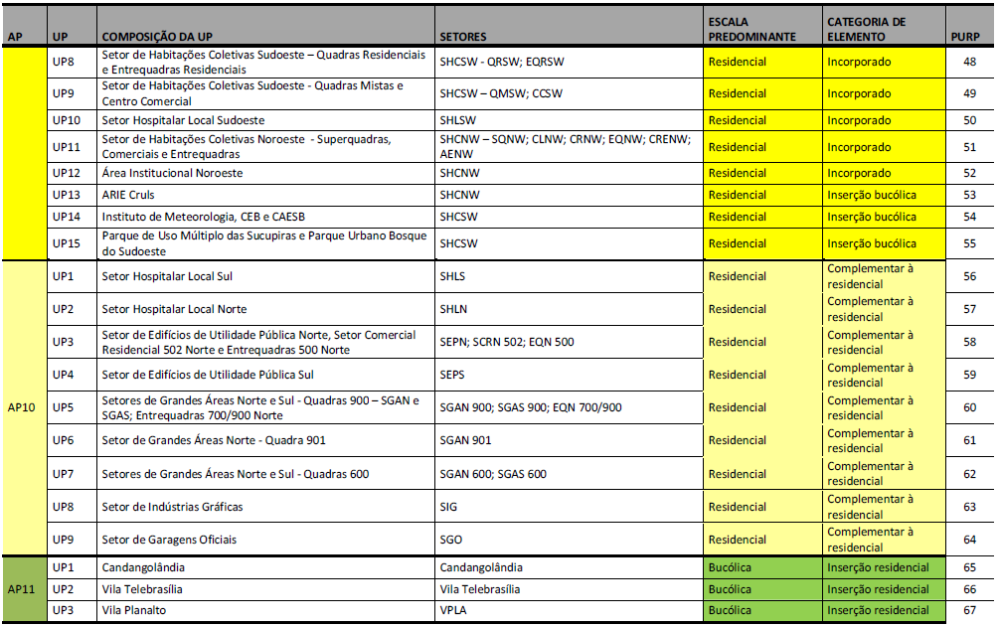 AP UP COMPOSIÇÃO DA UP SETORES ESCALA PREDOMINANTE CATEGORIA DE ELEMENTO PURP
UP8 Setor de Habitações Coletivas Sudoeste – Quadras Residenciais e Entrequadras Residenciais SHCSW - QRSW; EQRSW Residencial Incorporado 48
UP9 Setor de Habitações Coletivas Sudoeste - Quadras Mistas e Centro Comercial SHCSW – QMSW; CCSW Residencial Incorporado 49
UP10 Setor Hospitalar Local Sudoeste SHLSW Residencial Incorporado 50
UP11 Setor de Habitações Coletivas Noroeste - Superquadras, Comerciais e Entrequadras SHCNW – SQNW; CLNW; CRNW; EQNW; CRENW; AENW Residencial Incorporado 51
UP12 Área Institucional Noroeste SHCNW Residencial Incorporado 52
UP13 ARIE Cruls SHCNW Residencial Inserção bucólica 53
UP14 Instituto de Meteorologia, CEB e CAESB SHCSW Residencial Inserção bucólica 54
UP15 Parque de Uso Múltiplo das Sucupiras e Parque Urbano Bosque do Sudoeste SHCSW Residencial Inserção bucólica 55
AP10 UP1 Setor Hospitalar Local Sul SHLS Residencial Complementar à residencial 56
UP2 Setor Hospitalar Local Norte SHLN Residencial Complementar à residencial 57
UP3 Setor de Edifícios de Utilidade Pública Norte, Setor Comercial Residencial 502 Norte e Entrequadras 500 Norte SEPN; SCRN 502; EQN 500 Residencial Complementar à residencial 58
UP4 Setor de Edifícios de Utilidade Pública Sul SEPS Residencial Complementar à residencial 59
UP5 Setores de Grandes Áreas Norte e Sul - Quadras 900 – SGAN e SGAS; Entrequadras 700/900 Norte SGAN 900; SGAS 900; EQN 700/900 Residencial Complementar à residencial 60
UP6 Setor de Grandes Áreas Norte - Quadra 901 SGAN 901 Residencial Complementar à residencial 61
UP7 Setores de Grandes Áreas Norte e Sul - Quadras 600 SGAN 600; SGAS 600 Residencial Complementar à residencial 62
UP8 Setor de Indústrias Gráficas SIG Residencial Complementar à residencial 63
UP9 Setor de Garagens Oficiais SGO Residencial Complementar à residencial 64
AP11 UP1 Candangolândia Candangolândia Bucólica Inserção residencial 65
UP2 Vila Telebrasília Vila Telebrasília Bucólica Inserção residencial 66
UP3 Vila Planalto VPLA Bucólica Inserção residencial 67